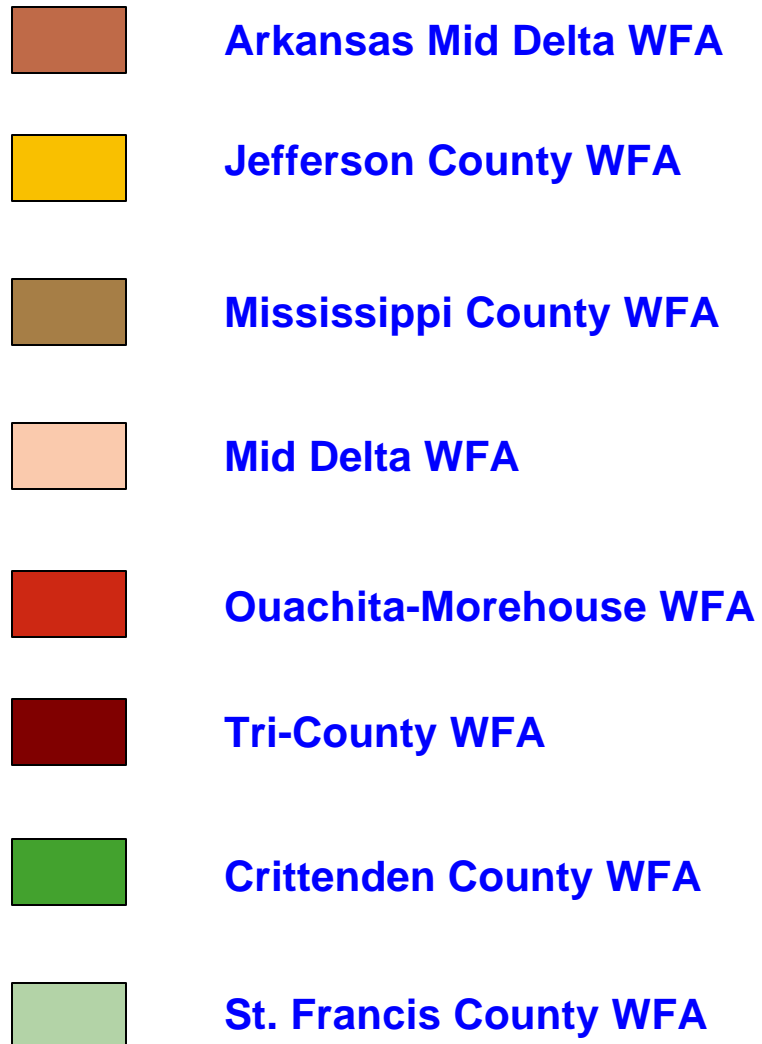 Arkansas Mid Delta WFA
Jefferson County WFA
Mississippi County WFA
Mid Delta WFA
Ouachita-Morehouse WFA
Tri-County WFA
Crittenden County WFA
St. Francis County WFA